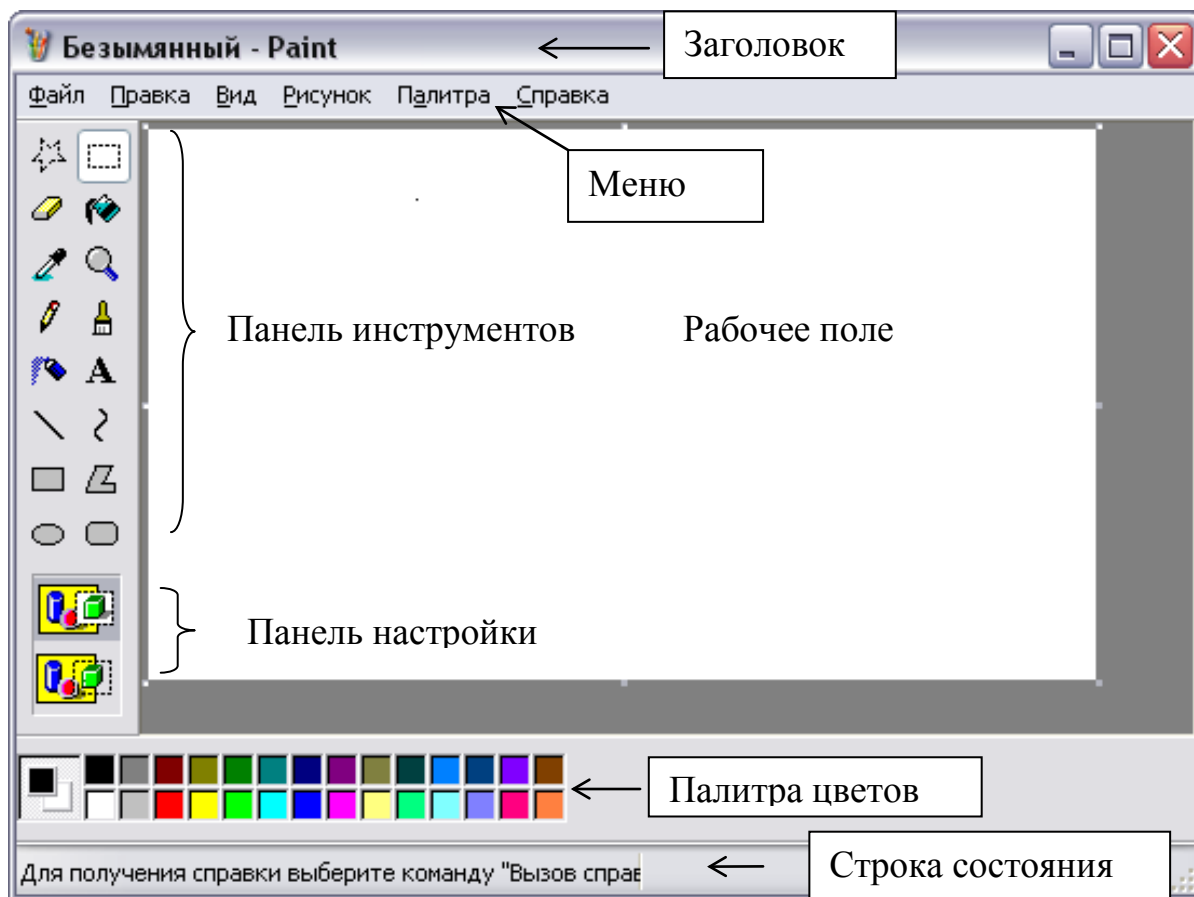 Безымянный - Paint
Заголовок
Файл Правка Вид Рисунок Палитра Справка
Меню
A
Панель инструментов
Рабочее поле
Панель настройки
Палитра цветов
Для получения справки выберите команду "Вызов справ
Строка состояния